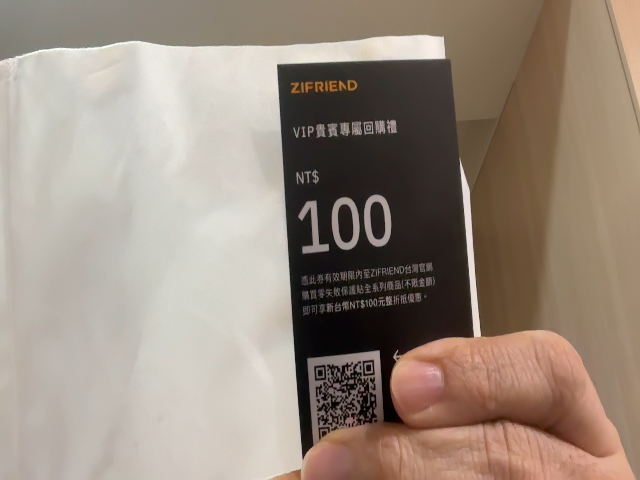 ZIFRIEND
VIP貴賓專屬回購禮
NT$
100
憑此券有效期限內至ZIFRIEND台灣官網
購買零失敗保護貼全系列商品(不限金額)
即可享新台幣NT$100元整折抵優惠。